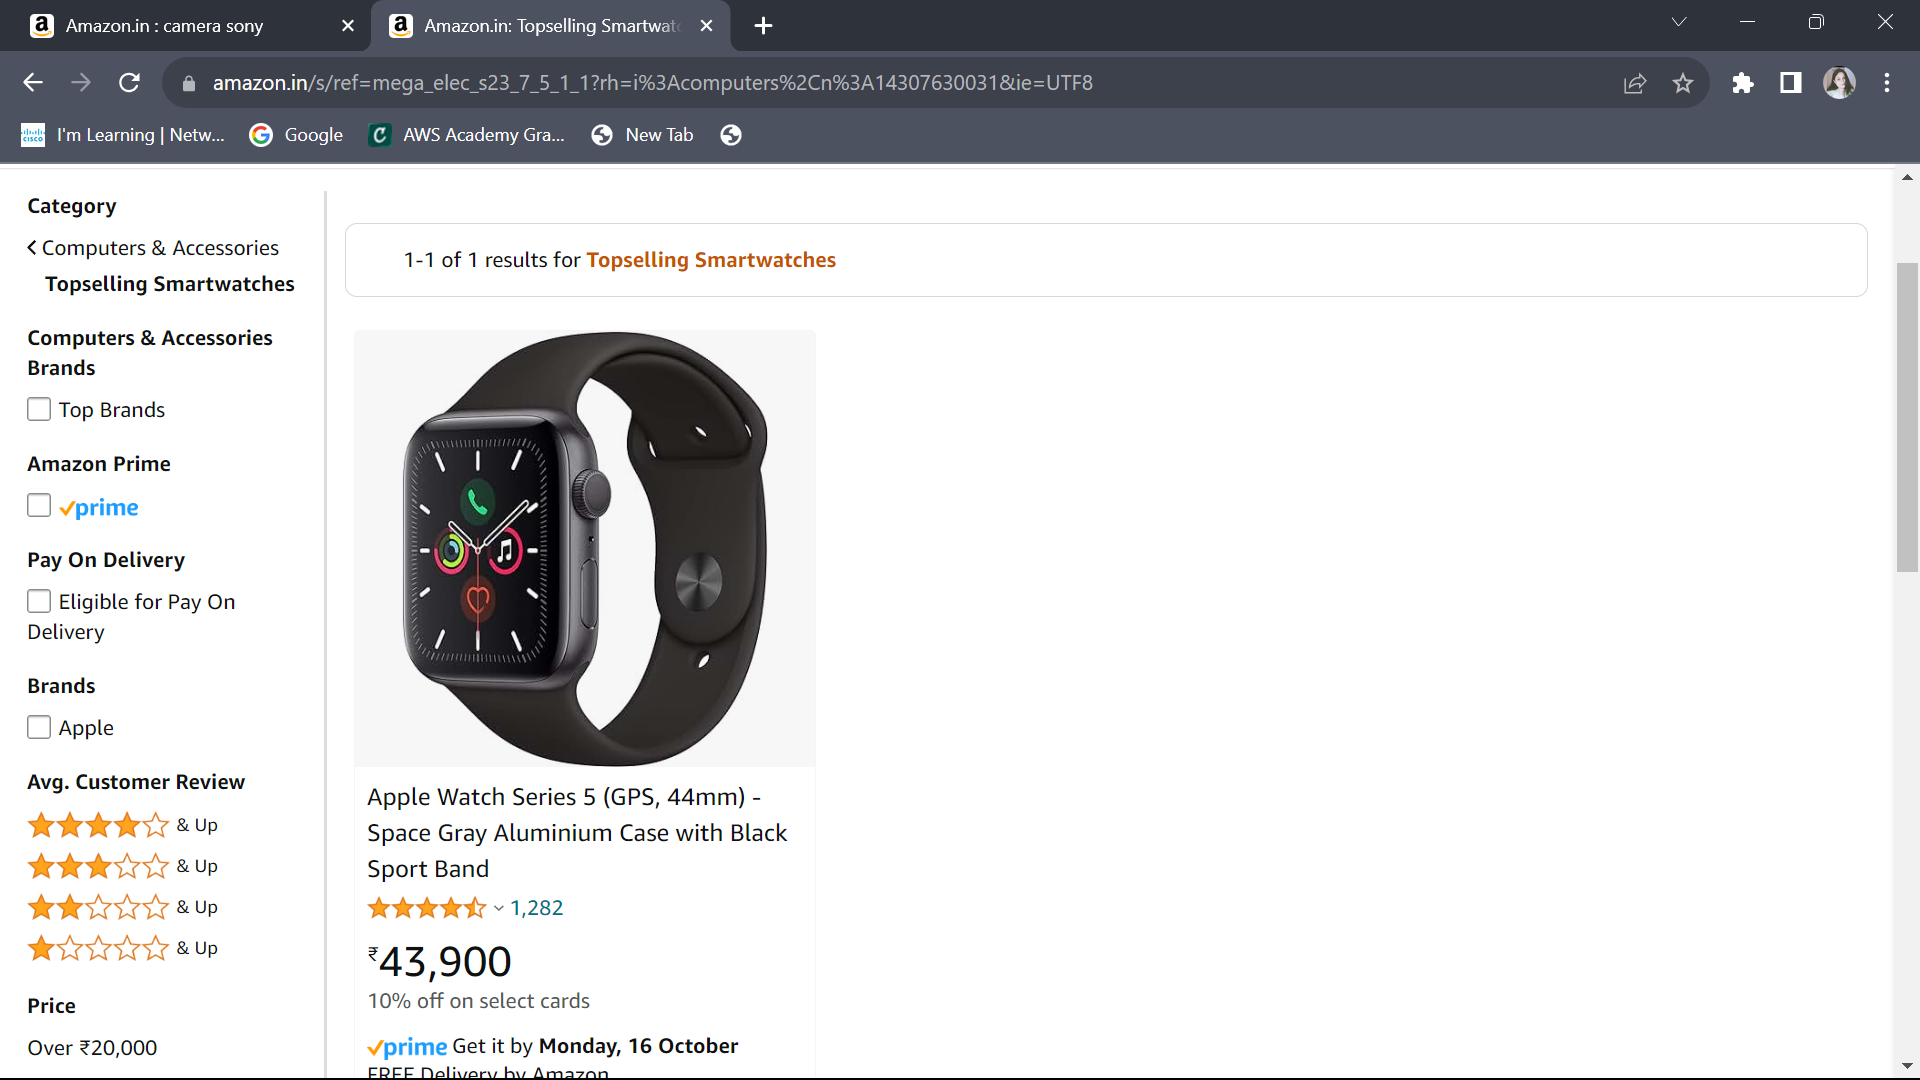 Amazon.in : camera sony
Amazon.in: Topselling Smartwat
amazon.in/s/ref=mega_elec_s23_7_5_1_1?rh=i%3Acomputers%2Cn%3A14307630031&ie=UTF8
I'm Learning | Netw...
Google
AWS Academy Gra...
New Tab
Category
Computers & Accessories
Topselling Smartwatches
Computers & Accessories
Brands
Top Brands
Amazon Prime
prime
Pay On Delivery
Eligible for Pay On
Delivery
Brands
Apple
Avg. Customer Review
& Up
& Up
& Up
& Up
Price
Over ₹20,000
1-1 of 1 results for Topselling Smartwatches
Apple Watch Series 5 (GPS, 44mm) -
Space Gray Aluminium Case with Black
Sport Band
1,282
₹43,900
10% off on select cards
prime Get it by Monday, 16 October
FREE Delivery by Amazon